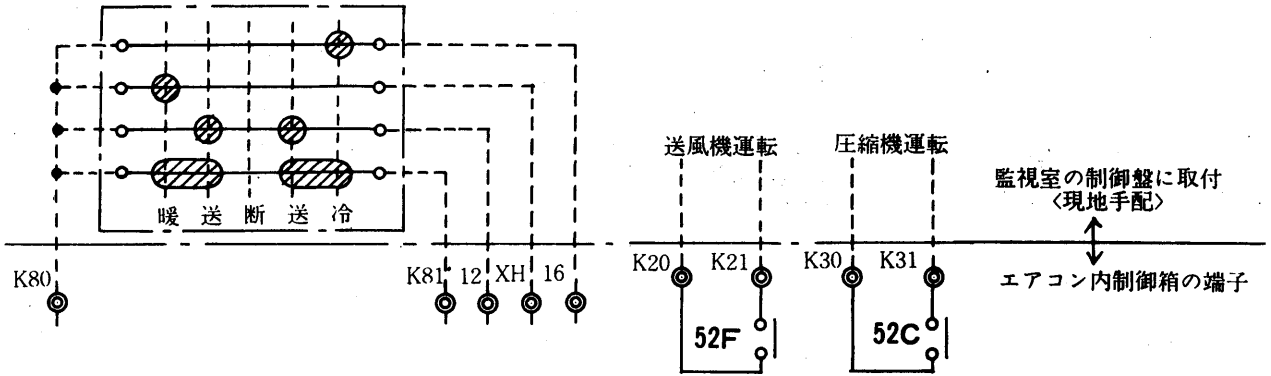 暖 送 断 送 冷
送風機運転 圧縮機運転
監視室の制御盤に取付
〈現地手配〉
K80 K81 12 XH 16 K20 K21 K30 K31
エアコン内制御箱の端子
52F 52C